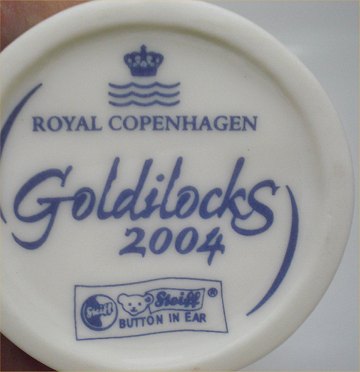 ROYAL COPENHAGEN
Goldilocks
2004
Steiff Steiff ®
BUTTON IN EAR